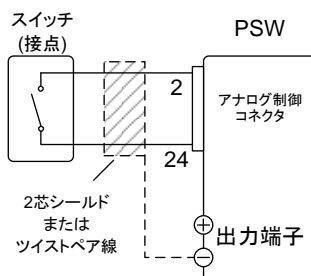 スイッチ
(接点)
PSW
2
アナログ制御
コネクタ
24
2芯シールド
または
ツイストペア線
+
出力端子
−